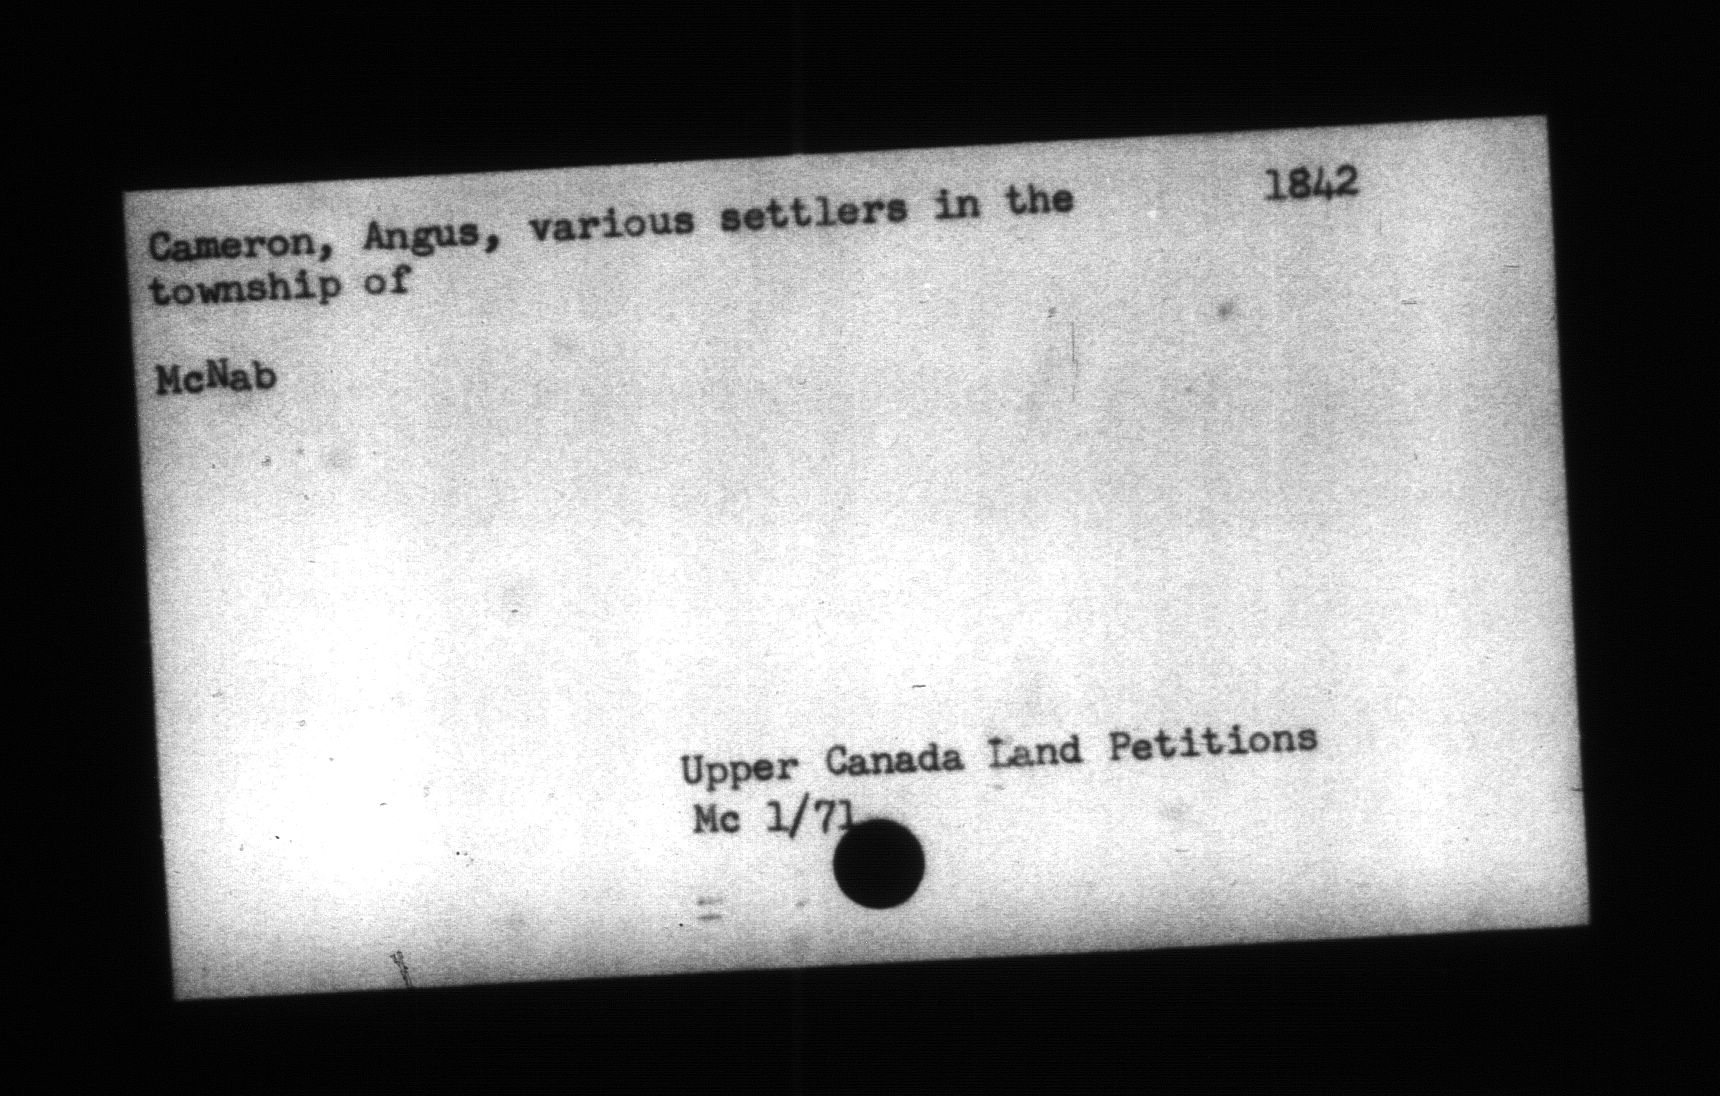 Cameron, Angus, various settlers in the 1842
township of
McNab
Upper Canada Land Petitions
Mc 1/71